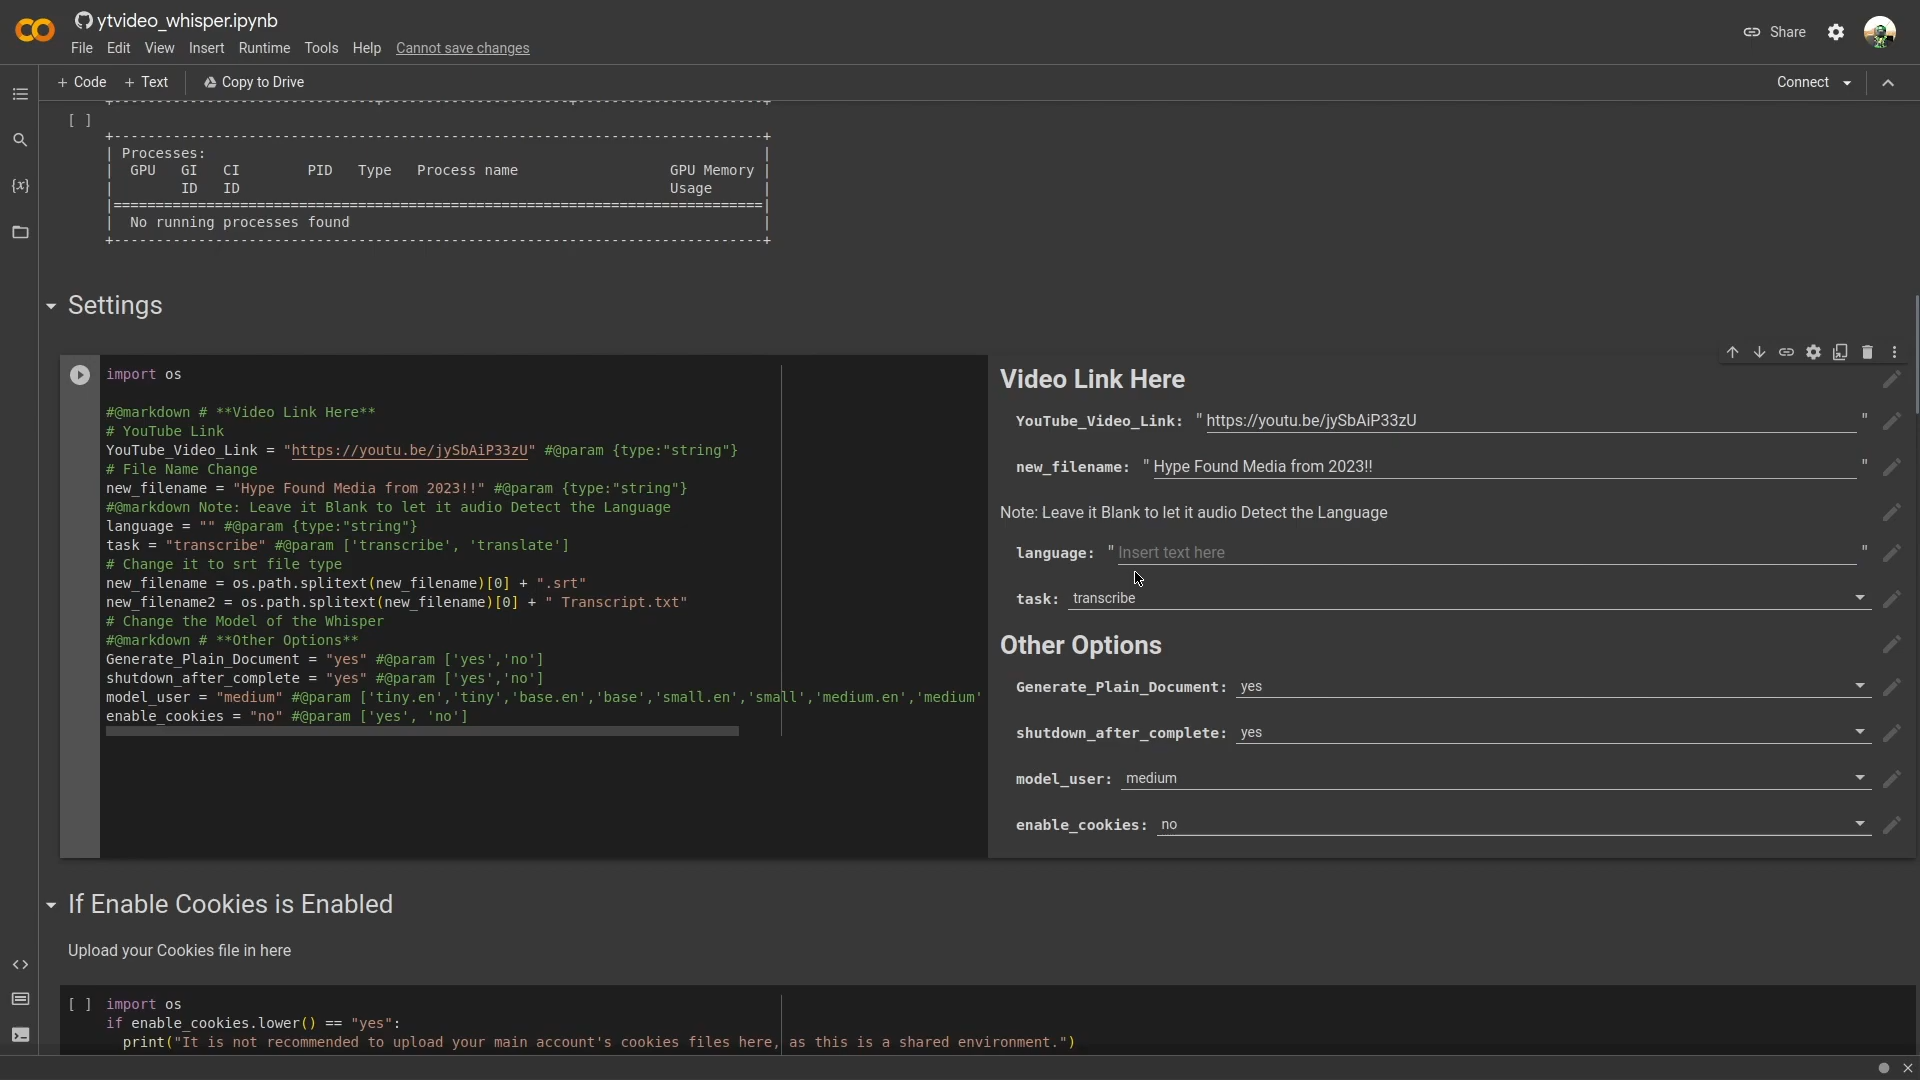 ytvideo_whisper.ipynb
File Edit View Insert Runtime Tools Help Cannot save changes
Share
+ Code + Text Copy to Drive
Connect
+-------------------------------+----------------------+----------------------+
[ ]
+-----------------------------------------------------------------------------+
| Processes: |
| GPU GI CI PID Type Process name GPU Memory |
| ID ID Usage |
|=============================================================================|
| No running processes found |
+-----------------------------------------------------------------------------+
Settings
import os
#@markdown # **Video Link Here**
# YouTube Link
YouTube_Video_Link = "https://youtu.be/jySbAiP33zU" #@param {type:"string"}
# File Name Change
new_filename = "Hype Found Media from 2023!!" #@param {type:"string"}
#@markdown Note: Leave it Blank to let it audio Detect the Language
language = "" #@param {type:"string"}
task = "transcribe" #@param ['transcribe', 'translate']
# Change it to srt file type
new_filename = os.path.splitext(new_filename)[0] + ".srt"
new_filename2 = os.path.splitext(new_filename)[0] + " Transcript.txt"
# Change the Model of the Whisper
#@markdown # **Other Options**
Generate_Plain_Document = "yes" #@param ['yes','no']
shutdown_after_complete = "yes" #@param ['yes','no']
model_user = "medium" #@param ['tiny.en','tiny','base.en','base','small.en','small','medium.en','medium'
enable_cookies = "no" #@param ['yes', 'no']
Video Link Here
YouTube_Video_Link: " https://youtu.be/jySbAiP33zU "
new_filename: " Hype Found Media from 2023!! "
Note: Leave it Blank to let it audio Detect the Language
language: " Insert text here "
task: transcribe
Other Options
Generate_Plain_Document: yes
shutdown_after_complete: yes
model_user: medium
enable_cookies: no
If Enable Cookies is Enabled
Upload your Cookies file in here
[ ] import os
if enable_cookies.lower() == "yes":
print("It is not recommended to upload your main account's cookies files here, as this is a shared environment.")